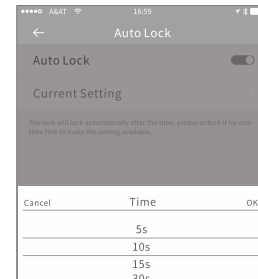 A&AT 16:59
Auto Lock
Auto Lock
Current Setting
The lock will lock automatically after the time, please unlock it for one
time first to make the setting available.
Cancel Time OK
5s
10s
15s
30s